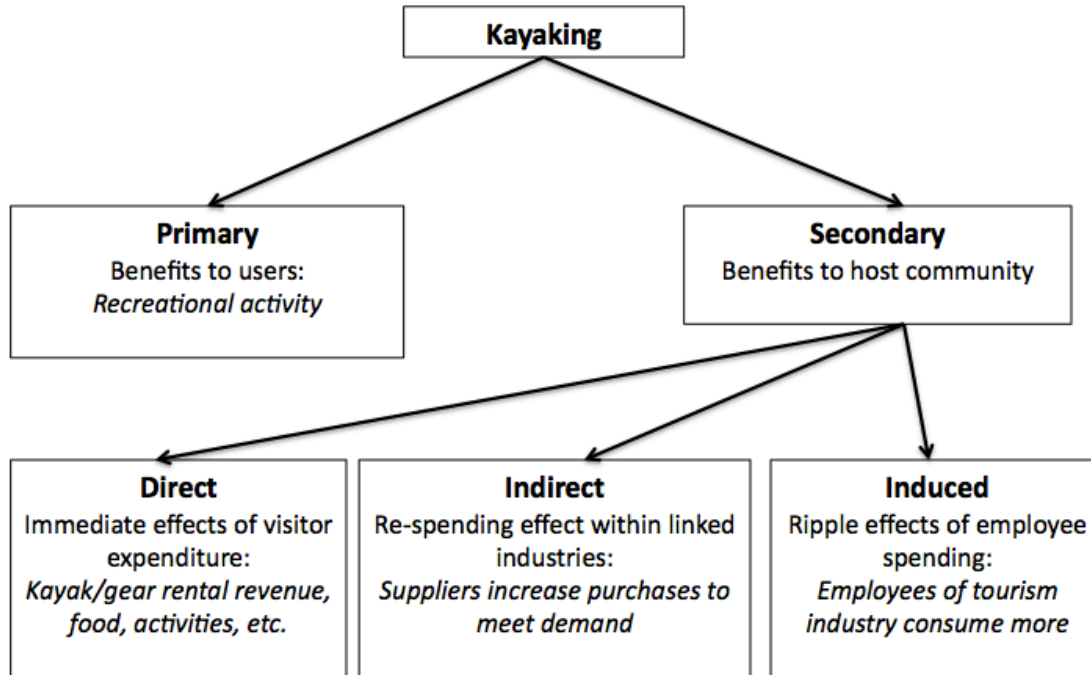 Kayaking
Primary
Benefits to users:
Recreational activity
Secondary
Benefits to host community
Direct
Immediate effects of visitor
expenditure:
Kayak/gear rental revenue,
food, activities, etc.
Indirect
Re-spending effect within linked
industries:
Suppliers increase purchases to
meet demand
Induced
Ripple effects of employee
spending:
Employees of tourism
industry consume more